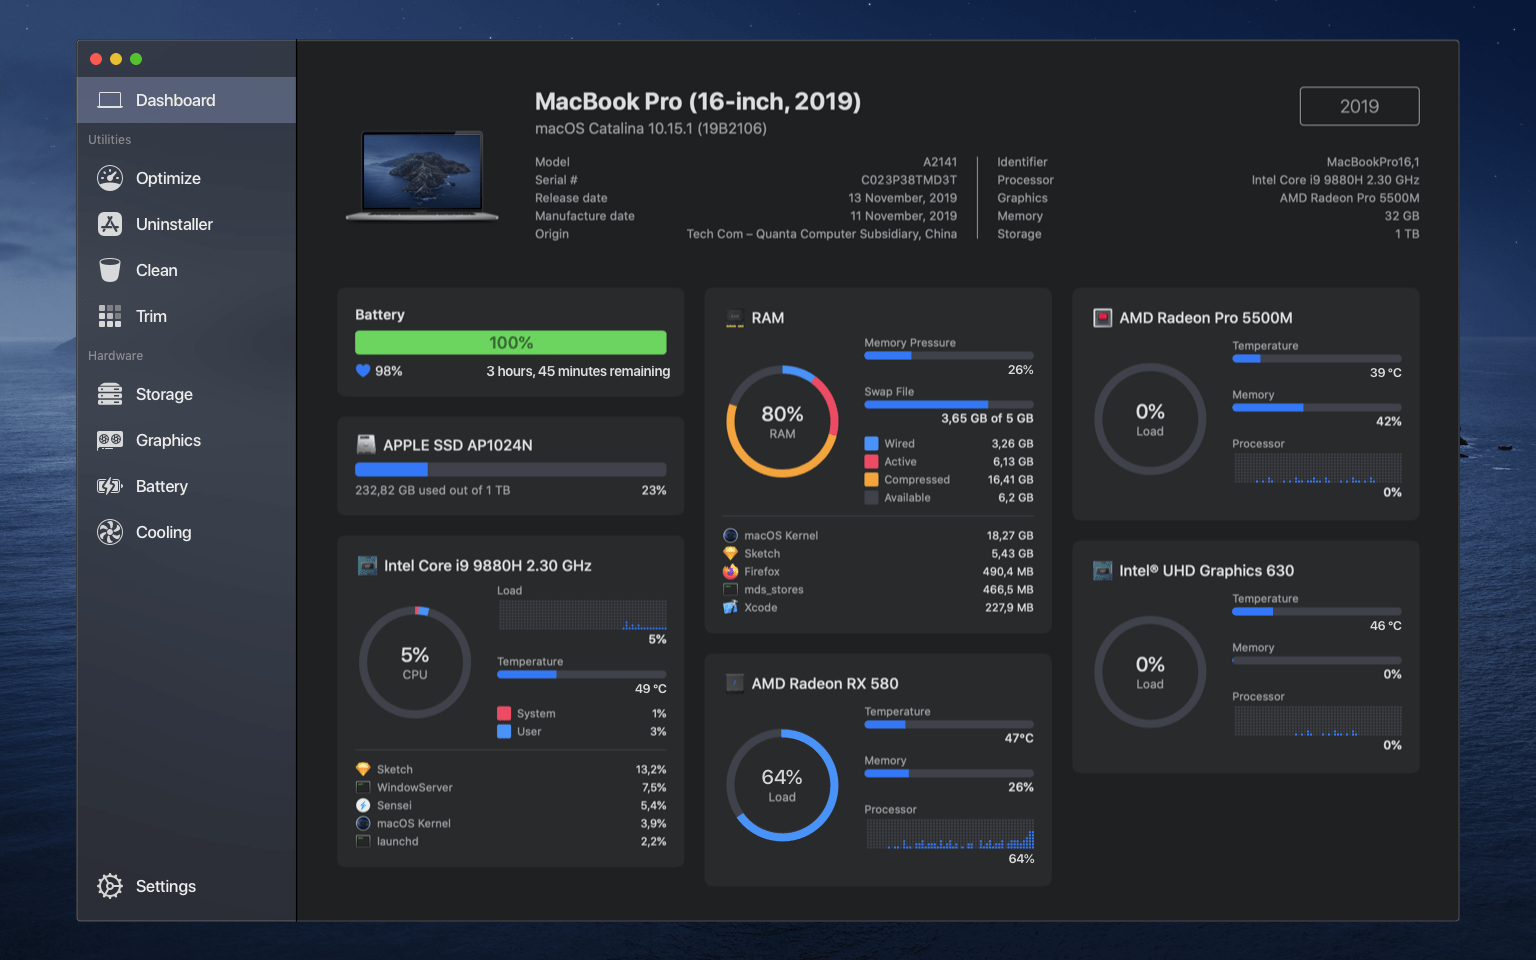 Dashboard
Utilities
Optimize
Uninstaller
Clean
Trim
Hardware
Storage
Graphics
Battery
Cooling
Settings
MacBook Pro (16-inch, 2019)
macOS Catalina 10.15.1 (19B2106)
2019
Model A2141
Serial # C023P38TMD3T
Release date 13 November, 2019
Manufacture date 11 November, 2019
Origin Tech Com – Quanta Computer Subsidiary, China
Identifier MacBookPro16,1
Processor Intel Core i9 9880H 2.30 GHz
Graphics AMD Radeon Pro 5500M
Memory 32 GB
Storage 1 TB
Battery
100%
98% 3 hours, 45 minutes remaining
APPLE SSD AP1024N
232,82 GB used out of 1 TB 23%
Intel Core i9 9880H 2.30 GHz
5%
CPU
Load
5%
Temperature
49 °C
System 1%
User 3%
Sketch 13,2%
WindowServer 7,5%
Sensei 5,4%
macOS Kernel 3,9%
launchd 2,2%
RAM
80%
RAM
Memory Pressure
26%
Swap File
3,65 GB of 5 GB
Wired 3,26 GB
Active 6,13 GB
Compressed 16,41 GB
Available 6,2 GB
macOS Kernel 18,27 GB
Sketch 5,43 GB
Firefox 490,4 MB
mds_stores 466,5 MB
Xcode 227,9 MB
AMD Radeon RX 580
64%
Load
Temperature
47°C
Memory
26%
Processor
64%
AMD Radeon Pro 5500M
0%
Load
Temperature
39 °C
Memory
42%
Processor
0%
Intel® UHD Graphics 630
0%
Load
Temperature
46 °C
Memory
0%
Processor
0%